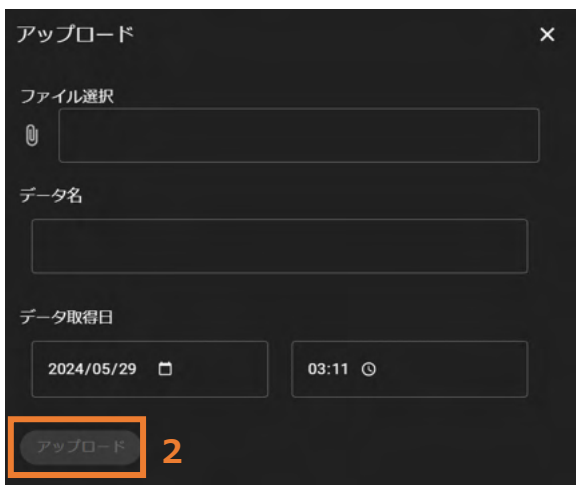 アップロード
ファイル選択
データ名
データ取得日
2024/05/29 03:11
アップロード 2